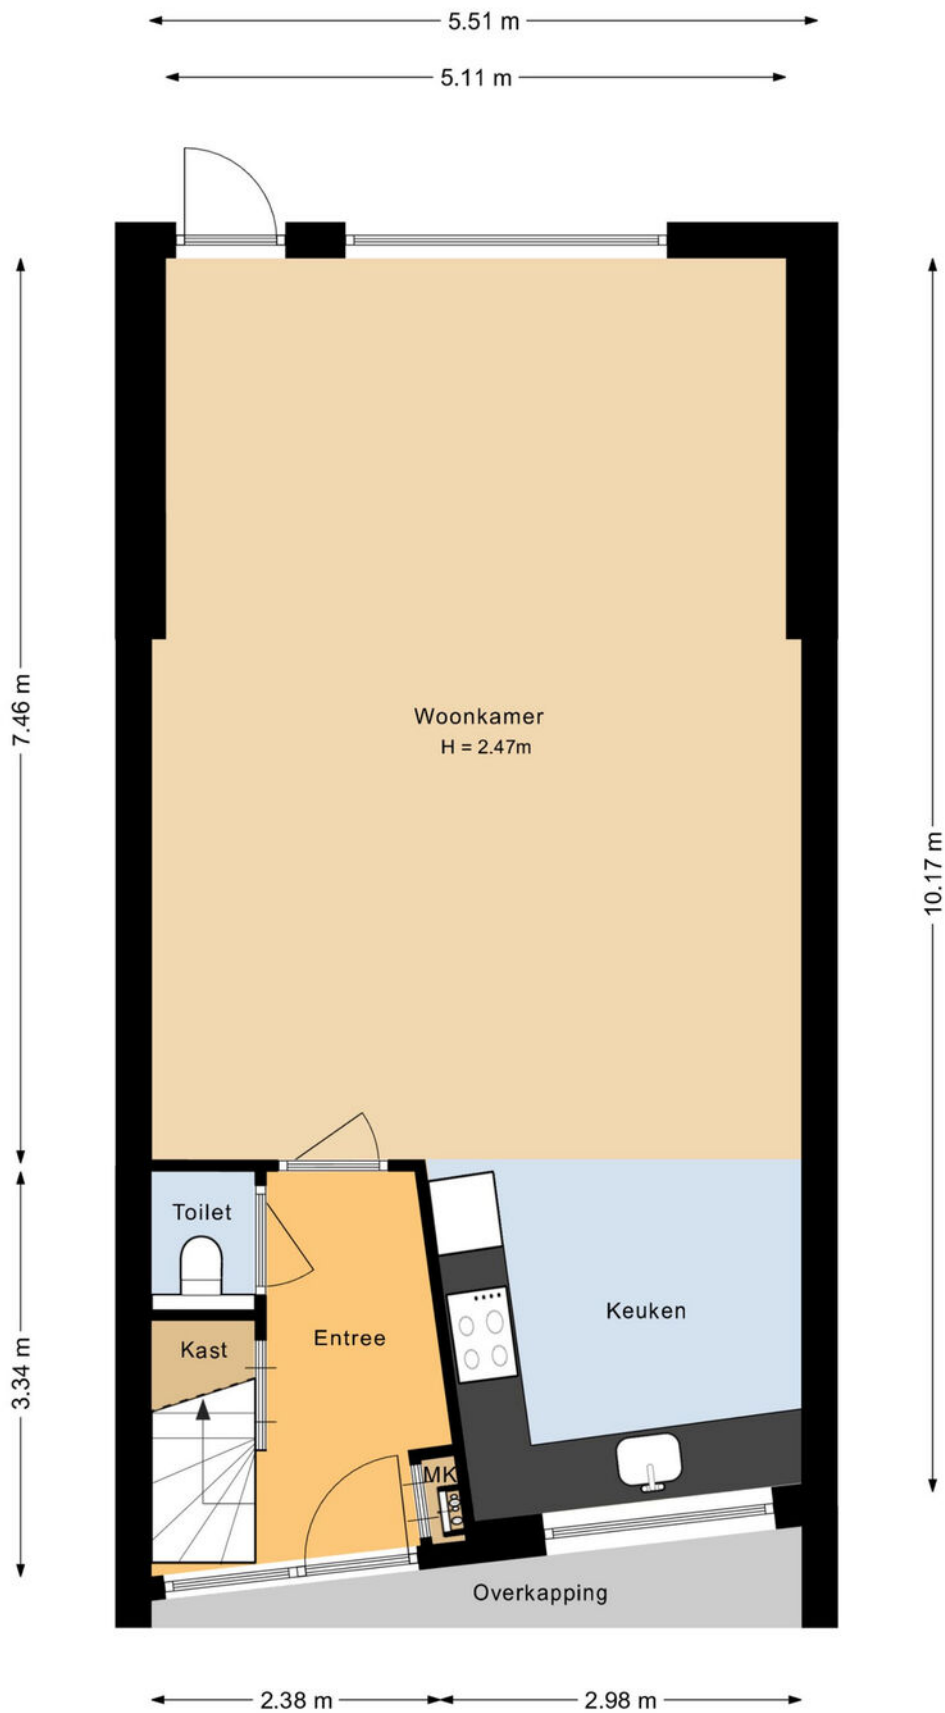 5.51 m
5.11 m
7.46 m
10.17 m
Woonkamer
H = 2.47m
Toilet
Keuken
Entree
Kast
3.34 m
MK
Overkapping
2.38 m
2.98 m